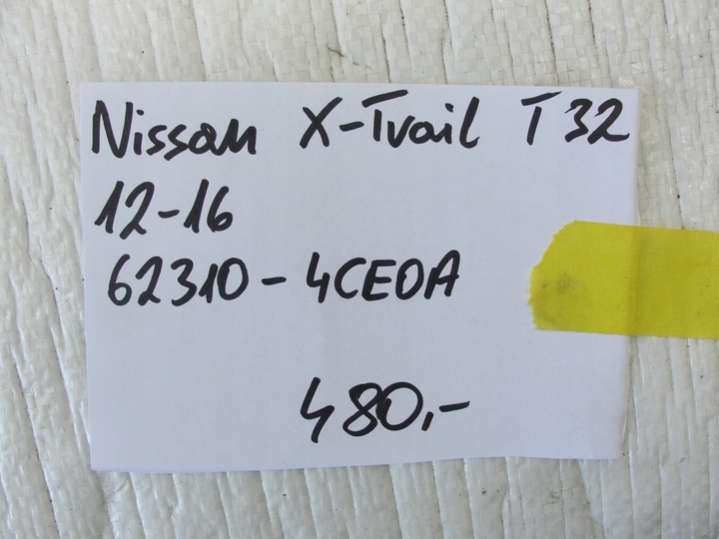 Nissan X-Trail T32
12-16
62310-4CE0A
480,-